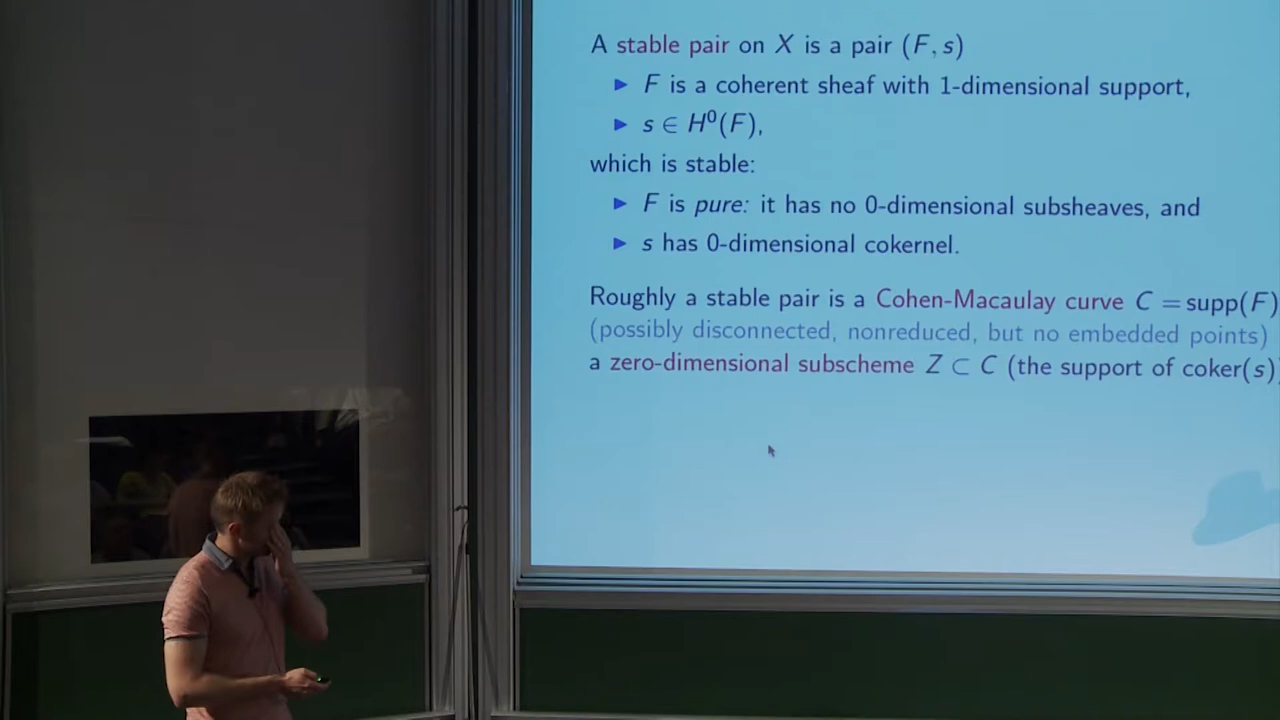 A stable pair on X is a pair (F, s)
▶ F is a coherent sheaf with 1-dimensional support,
▶ s ∈ H⁰(F),
which is stable:
▶ F is pure: it has no 0-dimensional subsheaves, and
▶ s has 0-dimensional cokernel.
Roughly a stable pair is a Cohen-Macaulay curve C = supp(F)
(possibly disconnected, nonreduced, but no embedded points)
a zero-dimensional subscheme Z ⊂ C (the support of coker(s)